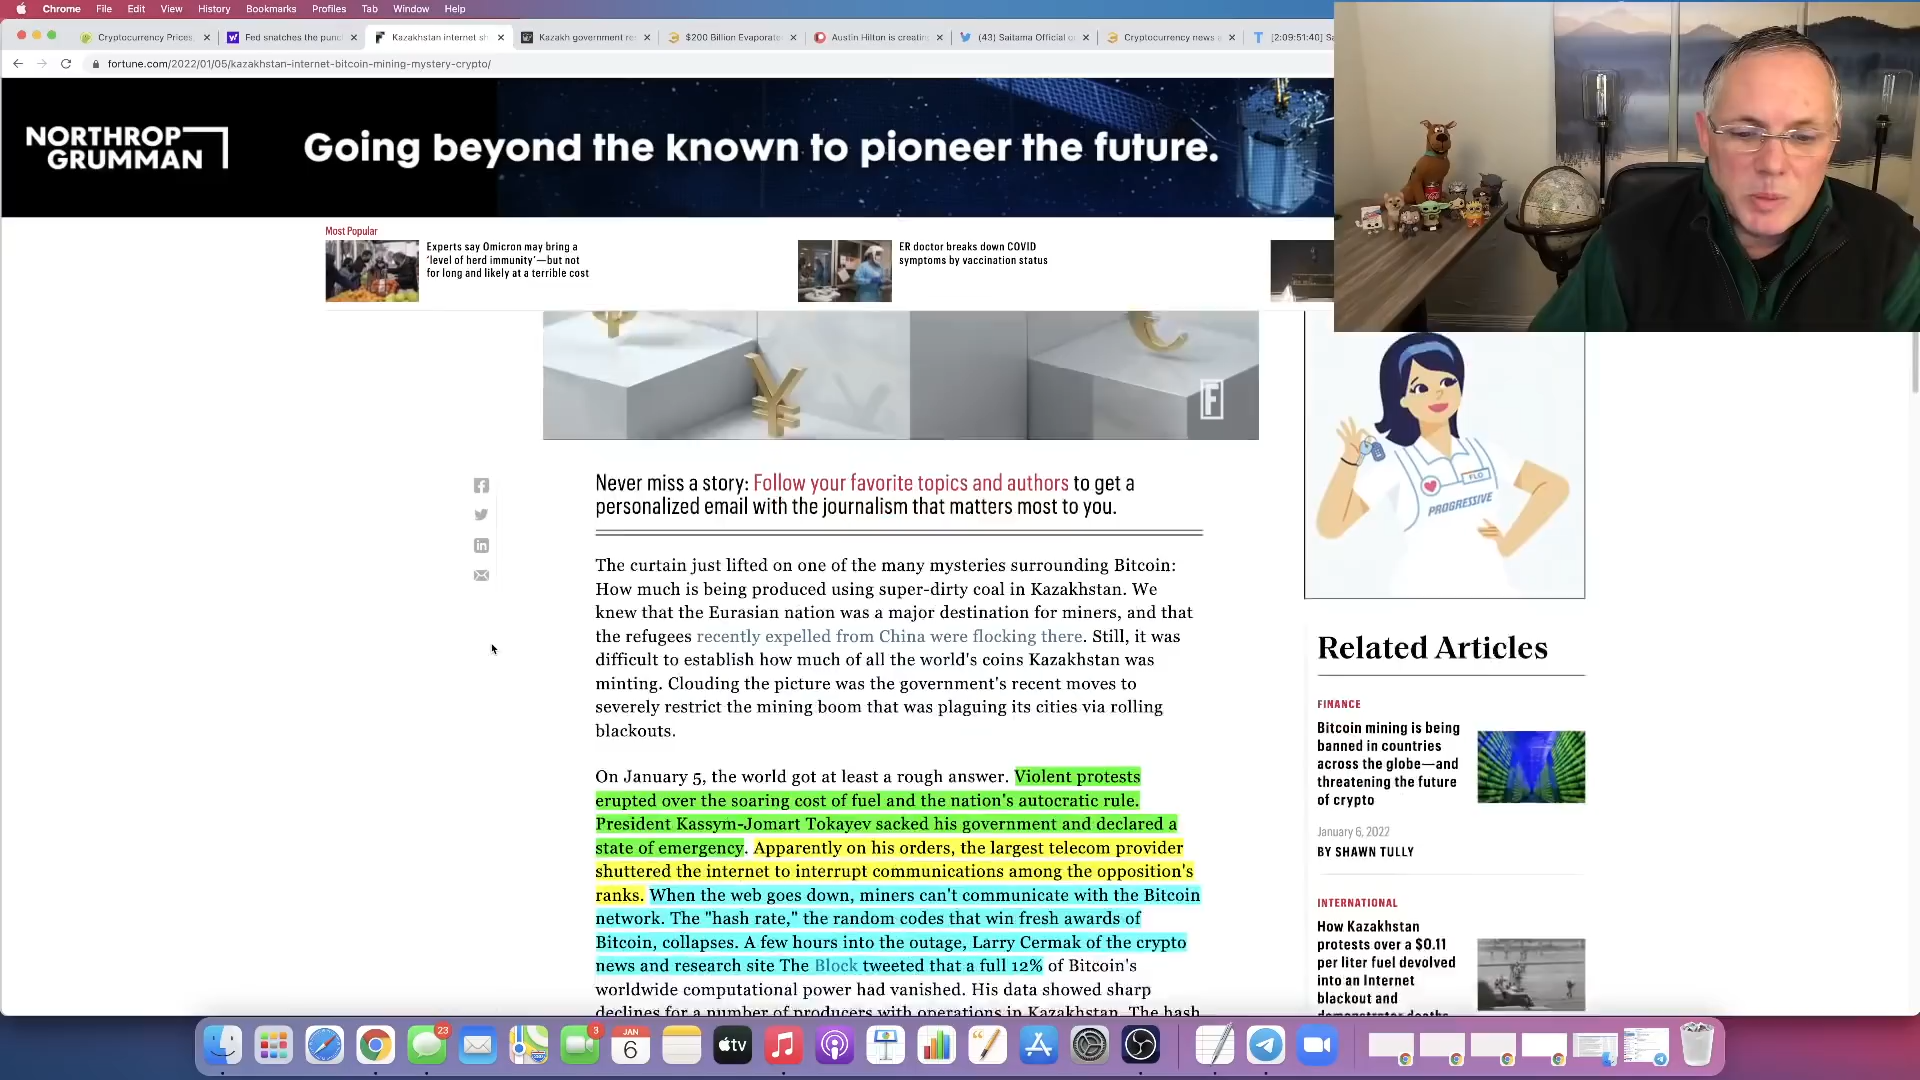 Chrome File Edit View History Bookmarks Profiles Tab Window Help
Cryptocurrency Prices,
Fed snatches the punc
Kazakhstan internet sh
Kazakh government re
$200 Billion Evaporate
Austin Hilton is creatin
(43) Saitama Official o
Cryptocurrency news
[2:09:51:40] Sa
fortune.com/2022/01/05/kazakhstan-internet-bitcoin-mining-mystery-crypto/
NORTHROP
GRUMMAN
Going beyond the known to pioneer the future.
Most Popular
Experts say Omicron may bring a
'level of herd immunity'—but not
for long and likely at a terrible cost
ER doctor breaks down COVID
symptoms by vaccination status
F
FLO
PROGRESSIVE
Never miss a story: Follow your favorite topics and authors to get a
personalized email with the journalism that matters most to you.
The curtain just lifted on one of the many mysteries surrounding Bitcoin:
How much is being produced using super-dirty coal in Kazakhstan. We
knew that the Eurasian nation was a major destination for miners, and that
the refugees recently expelled from China were flocking there. Still, it was
difficult to establish how much of all the world's coins Kazakhstan was
minting. Clouding the picture was the government's recent moves to
severely restrict the mining boom that was plaguing its cities via rolling
blackouts.
On January 5, the world got at least a rough answer. Violent protests
erupted over the soaring cost of fuel and the nation's autocratic rule.
President Kassym-Jomart Tokayev sacked his government and declared a
state of emergency. Apparently on his orders, the largest telecom provider
shuttered the internet to interrupt communications among the opposition's
ranks. When the web goes down, miners can't communicate with the Bitcoin
network. The "hash rate," the random codes that win fresh awards of
Bitcoin, collapses. A few hours into the outage, Larry Cermak of the crypto
news and research site The Block tweeted that a full 12% of Bitcoin's
worldwide computational power had vanished. His data showed sharp
declines for a number of producers with operations in Kazakhstan. The hash
Related Articles
FINANCE
Bitcoin mining is being
banned in countries
across the globe—and
threatening the future
of crypto
January 6, 2022
BY SHAWN TULLY
INTERNATIONAL
How Kazakhstan
protests over a $0.11
per liter fuel devolved
into an Internet
blackout and
demonstrator deaths
23
3
JAN
6
tv